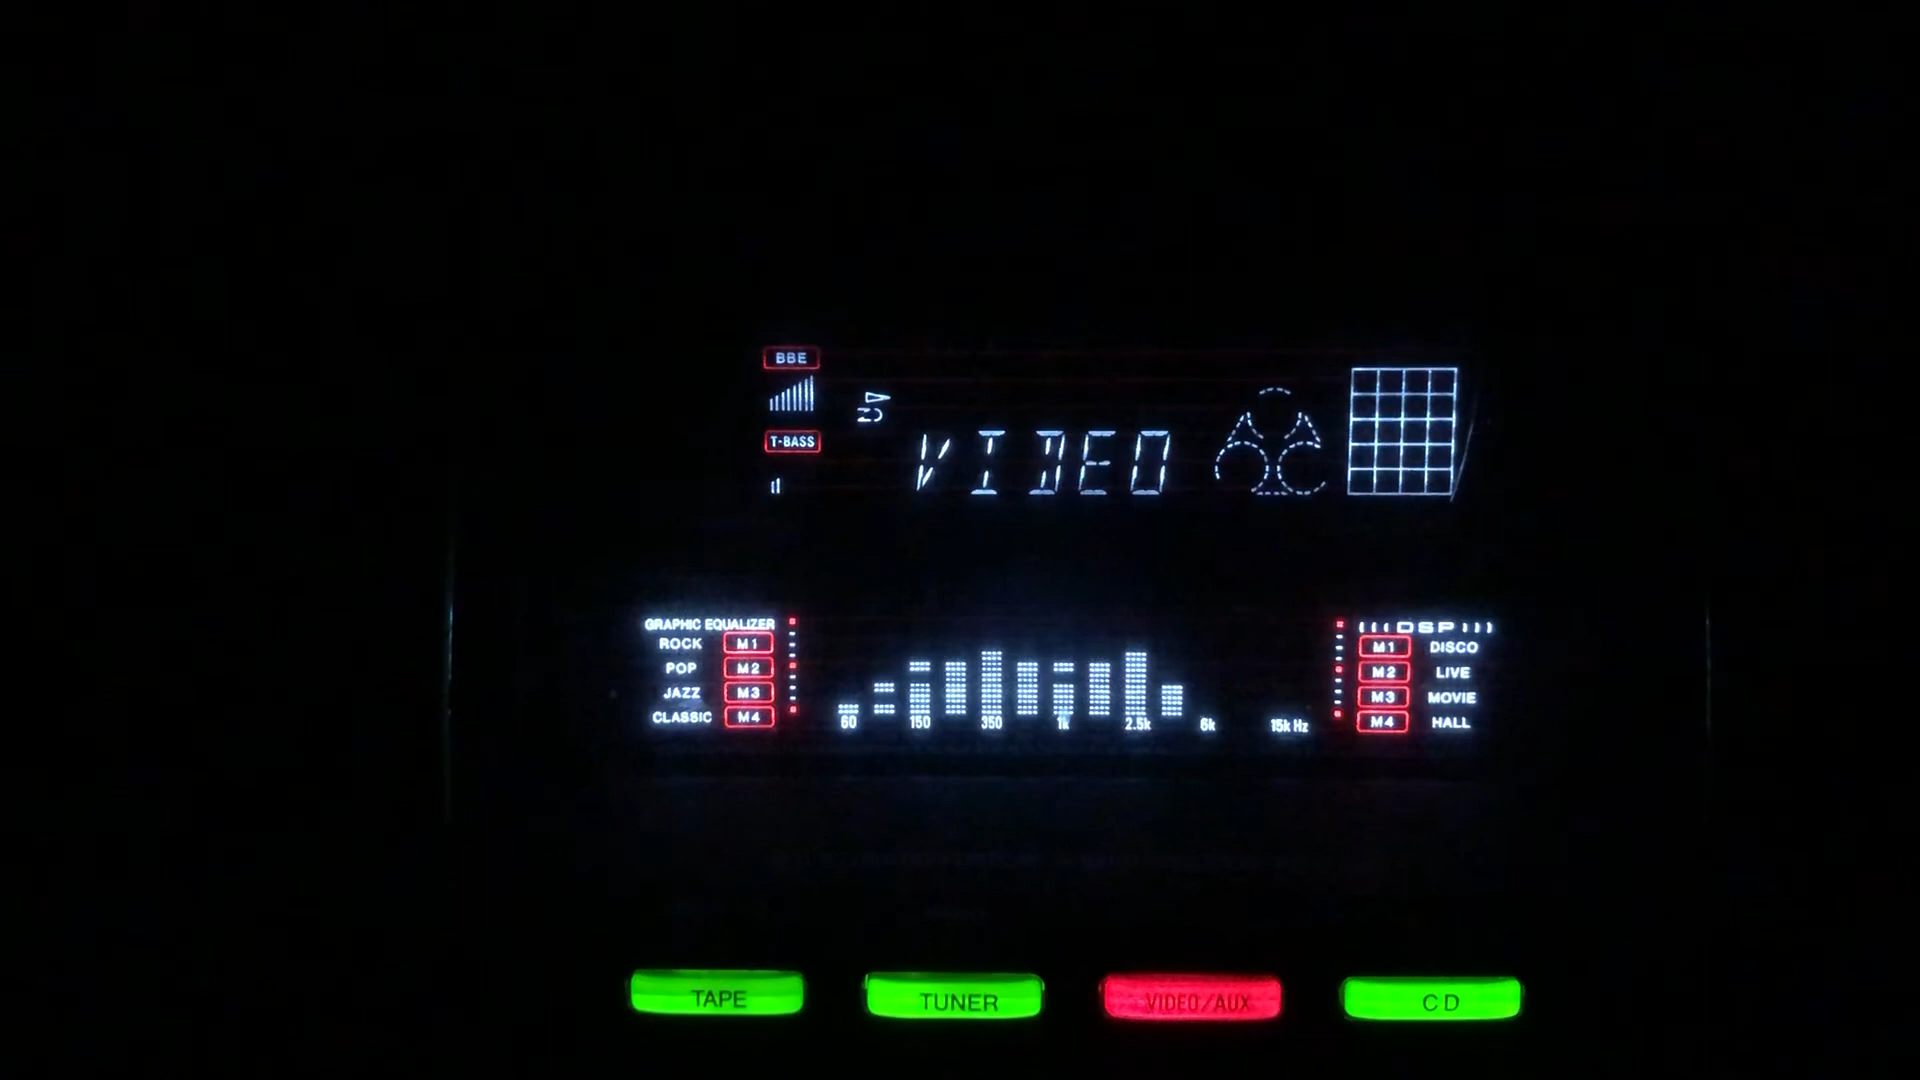 BBE
T-BASS
VIDEO
GRAPHIC EQUALIZER
ROCK M1
POP M2
JAZZ M3
CLASSIC M4
60 150 350 1k 2.5k 6k 15k Hz
DSP
M1 DISCO
M2 LIVE
M3 MOVIE
M4 HALL
TAPE TUNER VIDEO/AUX CD